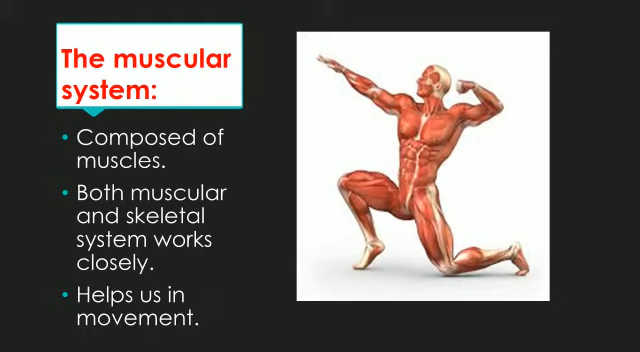 The muscular
system:
• Composed of
muscles.
• Both muscular
and skeletal
system works
closely.
• Helps us in
movement.